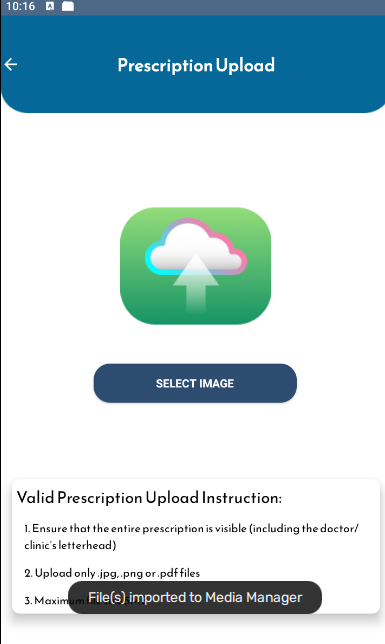 10:16
Prescription Upload
SELECT IMAGE
Valid Prescription Upload Instruction:
1. Ensure that the entire prescription is visible (including the doctor/
clinic's letterhead)
2. Upload only .jpg, .png or .pdf files
3. Maximum
File(s) imported to Media Manager